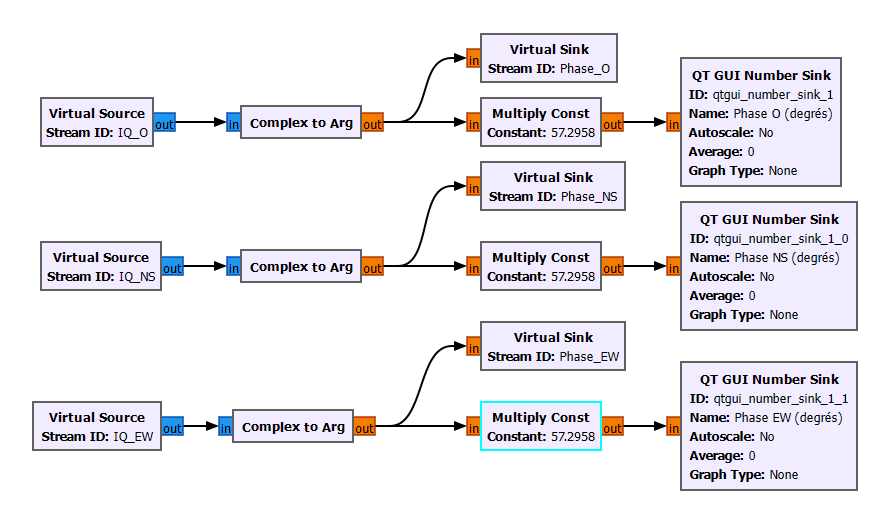 Virtual Sink
Stream ID: Phase_O
in
Virtual Source
Stream ID: IQ_O
out
in
Complex to Arg
out
in
Multiply Const
Constant: 57.2958
out
in
QT GUI Number Sink
ID: qtgui_number_sink_1
Name: Phase O (degrés)
Autoscale: No
Average: 0
Graph Type: None
Virtual Sink
Stream ID: Phase_NS
in
Virtual Source
Stream ID: IQ_NS
out
in
Complex to Arg
out
in
Multiply Const
Constant: 57.2958
out
in
QT GUI Number Sink
ID: qtgui_number_sink_1_0
Name: Phase NS (degrés)
Autoscale: No
Average: 0
Graph Type: None
Virtual Sink
Stream ID: Phase_EW
in
Virtual Source
Stream ID: IQ_EW
out
in
Complex to Arg
out
in
Multiply Const
Constant: 57.2958
out
in
QT GUI Number Sink
ID: qtgui_number_sink_1_1
Name: Phase EW (degrés)
Autoscale: No
Average: 0
Graph Type: None